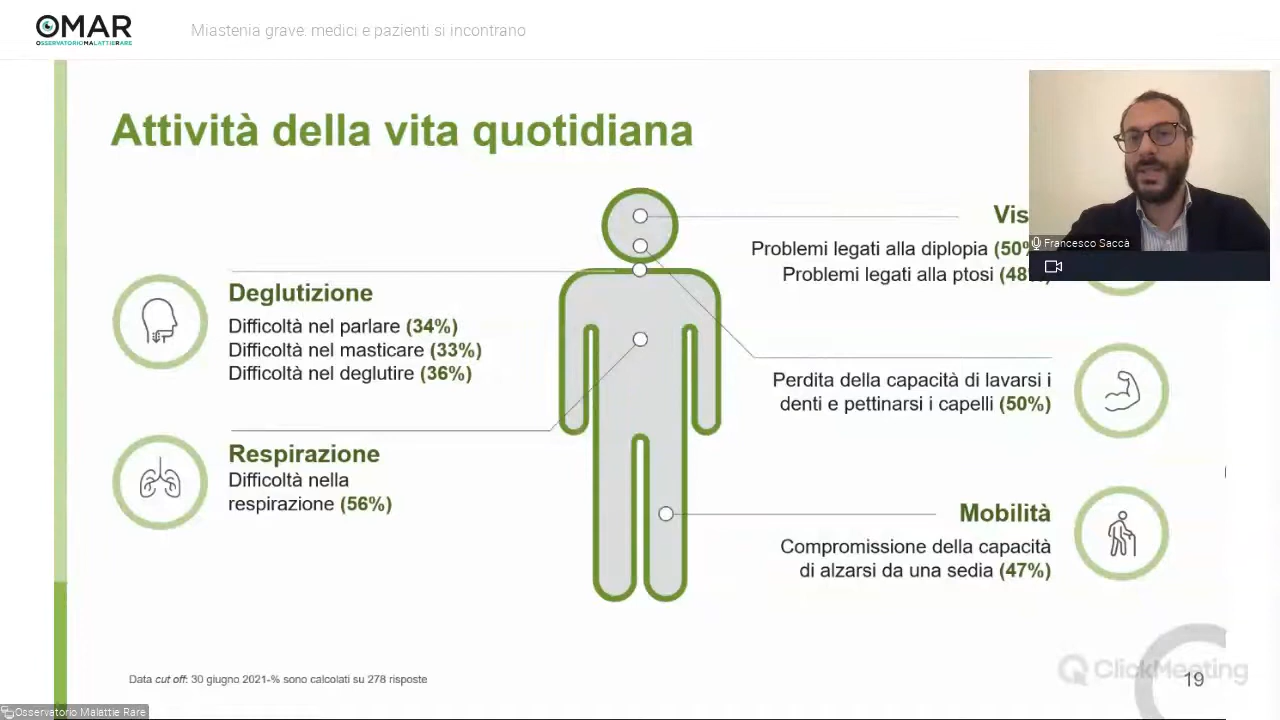 OMAR
OSSERVATORIOMALATTIERARE
Miastenia grave: medici e pazienti si incontrano
Attività della vita quotidiana
Deglutizione
Difficoltà nel parlare (34%)
Difficoltà nel masticare (33%)
Difficoltà nel deglutire (36%)
Respirazione
Difficoltà nella
respirazione (56%)
Vis
Problemi legati alla diplopia (50%
Problemi legati alla ptosi (48
Francesco Saccà
Perdita della capacità di lavarsi i
denti e pettinarsi i capelli (50%)
Mobilità
Compromissione della capacità
di alzarsi da una sedia (47%)
Data cut off: 30 giugno 2021-% sono calcolati su 278 risposte
ClickMeeting
19
Osservatorio Malattie Rare